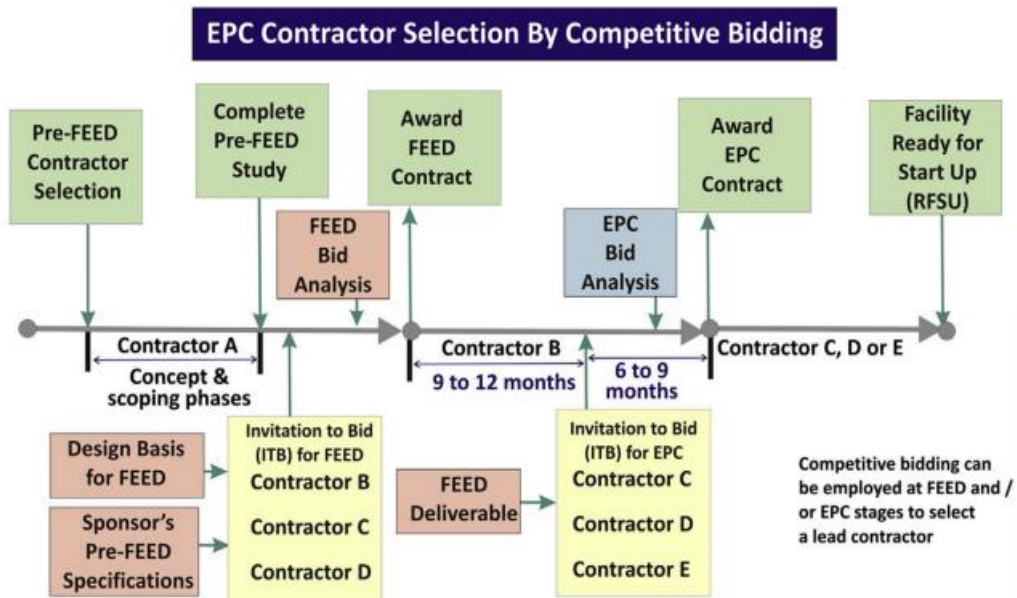 EPC Contractor Selection By Competitive Bidding
Pre-FEED
Contractor
Selection
Complete
Pre-FEED
Study
Award
FEED
Contract
Award
EPC
Contract
Facility
Ready for
Start Up
(RFSU)
FEED
Bid
Analysis
EPC
Bid
Analysis
Contractor A
Concept &
scoping phases
Contractor B
9 to 12 months
6 to 9
months
Contractor C, D or E
Design Basis
for FEED
Sponsor's
Pre-FEED
Specifications
Invitation to Bid
(ITB) for FEED
Contractor B
Contractor C
Contractor D
FEED
Deliverable
Invitation to Bid
(ITB) for EPC
Contractor C
Contractor D
Contractor E
Competitive bidding can
be employed at FEED and /
or EPC stages to select
a lead contractor